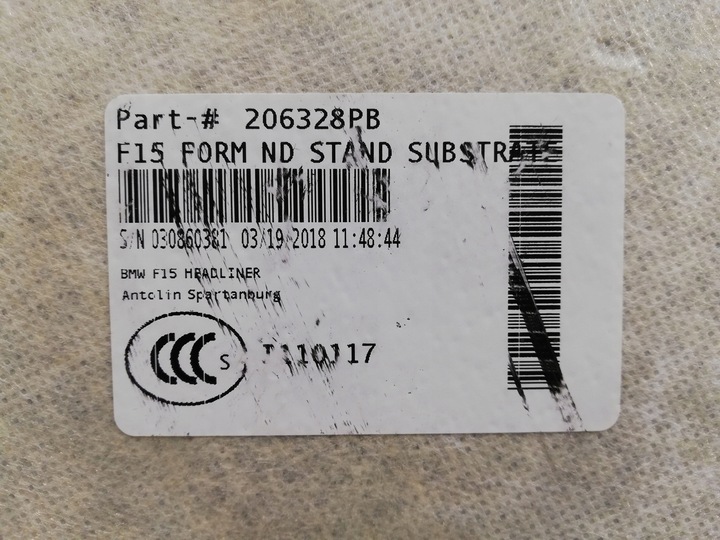 Part-# 206328PB
F15 FORM ND STAND SUBSTRATE
S/N 030860381 03/19/2018 11:48:44
BMW F15 HEADLINER
Antolin Spartanburg
CCC S